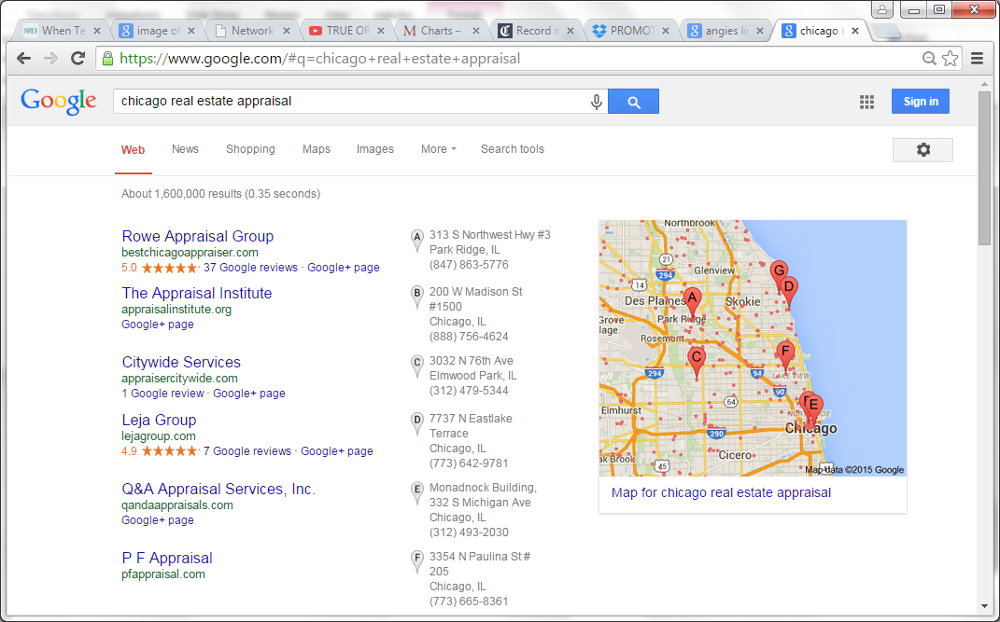 When Te
image of
Network
TRUE OR
Charts –
Record r
PROMOT
angies lis
chicago r
https://www.google.com/#q=chicago+real+estate+appraisal
Google
chicago real estate appraisal
Sign in
Web News Shopping Maps Images More Search tools
About 1,600,000 results (0.35 seconds)
Rowe Appraisal Group
bestchicagoappraiser.com
5.0 ★★★★★ · 37 Google reviews · Google+ page
A
313 S Northwest Hwy #3
Park Ridge, IL
(847) 863-5776
The Appraisal Institute
appraisalinstitute.org
Google+ page
B
200 W Madison St
#1500
Chicago, IL
(888) 756-4624
Citywide Services
appraisercitywide.com
1 Google review · Google+ page
C
3032 N 76th Ave
Elmwood Park, IL
(312) 479-5344
Leja Group
lejagroup.com
4.9 ★★★★★ · 7 Google reviews · Google+ page
D
7737 N Eastlake
Terrace
Chicago, IL
(773) 642-9781
Q&A Appraisal Services, Inc.
qandaappraisals.com
Google+ page
E
Monadnock Building,
332 S Michigan Ave
Chicago, IL
(312) 493-2030
P F Appraisal
pfappraisal.com
F
3354 N Paulina St #
205
Chicago, IL
(773) 665-8361
Northbrook
21
294
Glenview
G
14
D
Des Plaines
A
Skokie
Grove
Park Ridge
Rosemont
C
F
294
94
LAKE VIEW
90
64
E
Elmhurst
Chicago
290
Cicero
ak Brook
45
41
Map data ©2015 Google
Map for chicago real estate appraisal